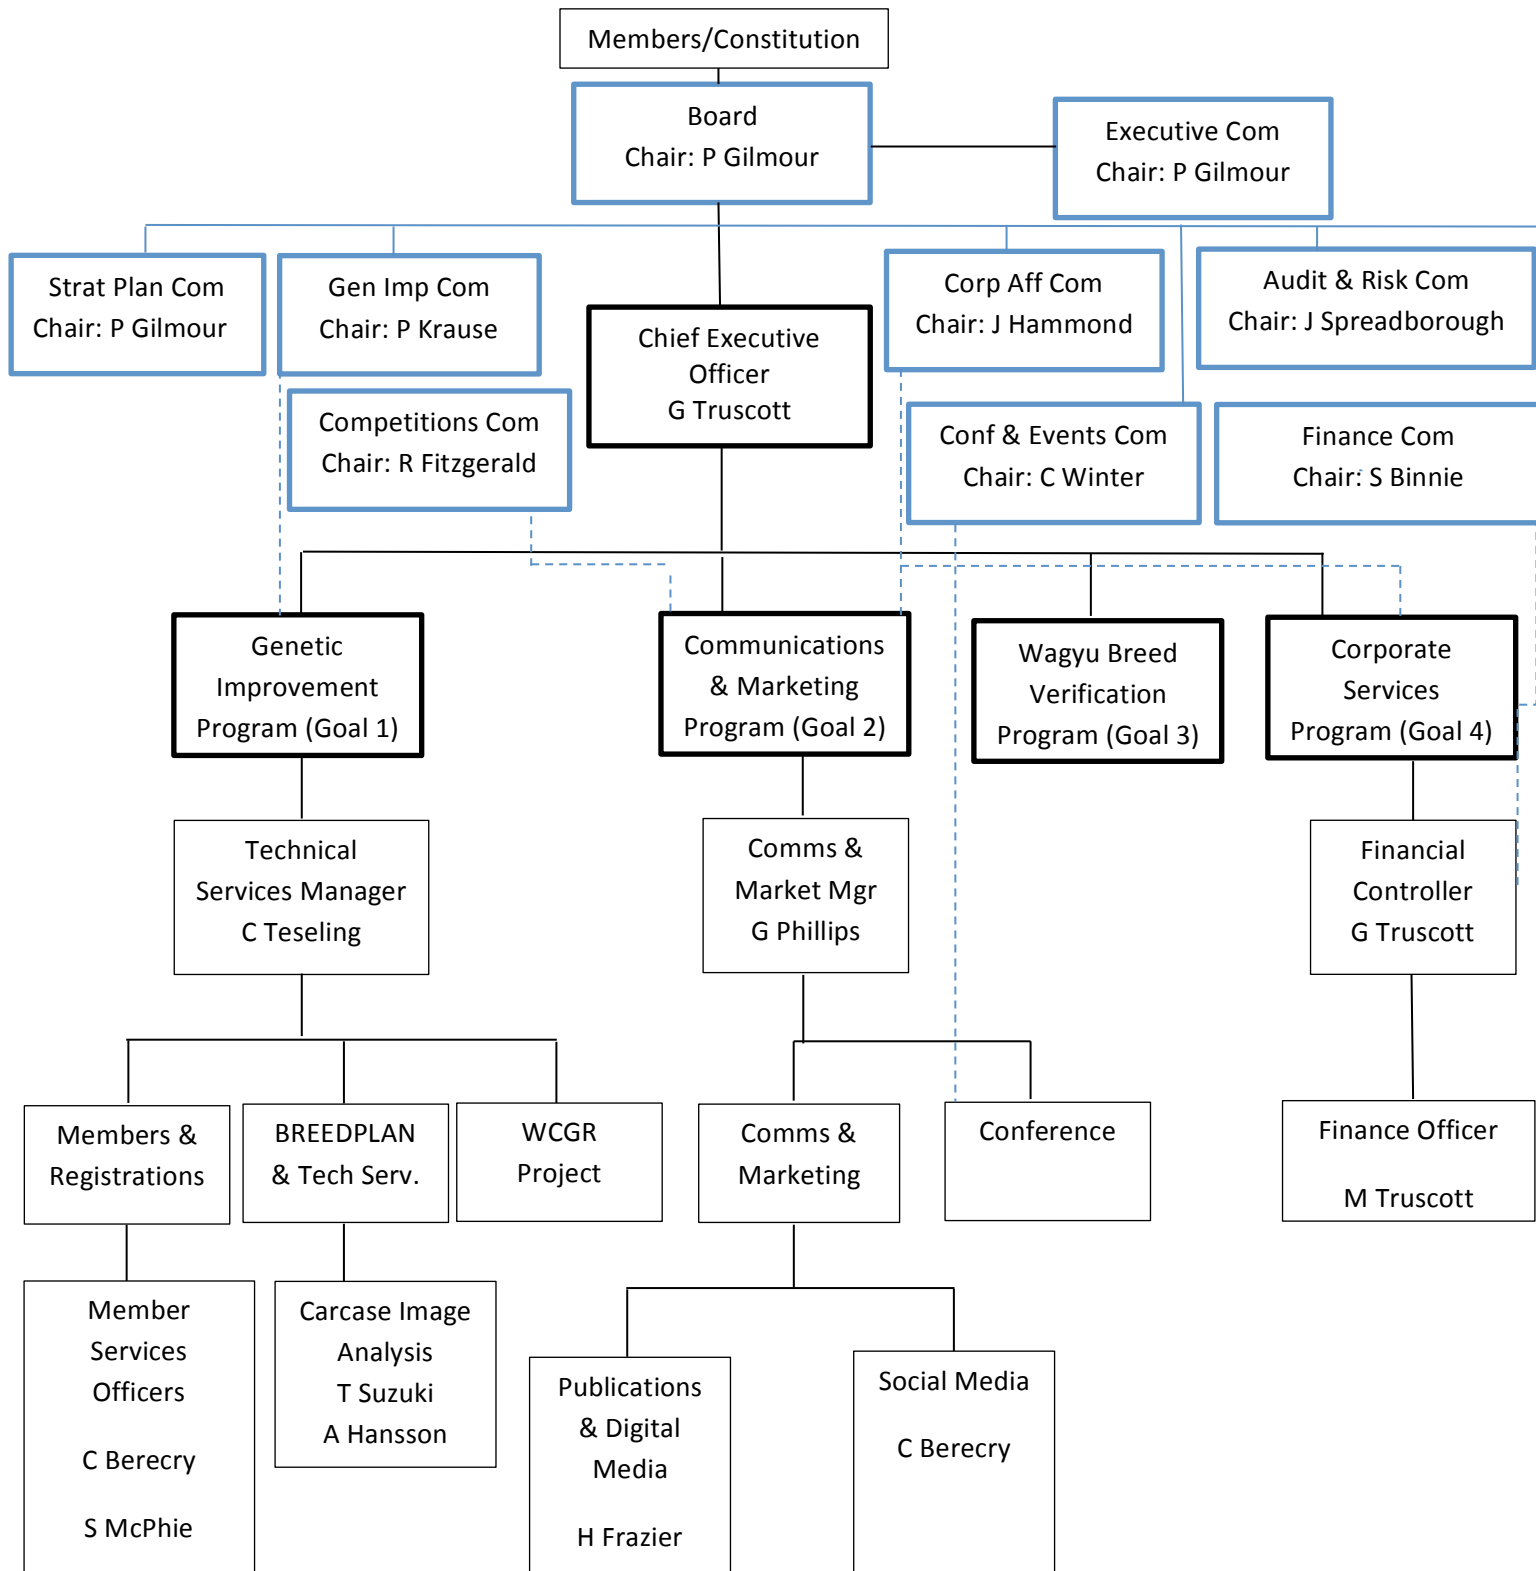 Members/Constitution
Board
Chair: P Gilmour
Executive Com
Chair: P Gilmour
Strat Plan Com
Chair: P Gilmour
Gen Imp Com
Chair: P Krause
Corp Aff Com
Chair: J Hammond
Audit & Risk Com
Chair: J Spreadborough
Chief Executive
Officer
G Truscott
Competitions Com
Chair: R Fitzgerald
Conf & Events Com
Chair: C Winter
Finance Com
Chair: S Binnie
Genetic
Improvement
Program (Goal 1)
Communications
& Marketing
Program (Goal 2)
Wagyu Breed
Verification
Program (Goal 3)
Corporate
Services
Program (Goal 4)
Technical
Services Manager
C Teseling
Comms &
Market Mgr
G Phillips
Financial
Controller
G Truscott
Members &
Registrations
BREEDPLAN
& Tech Serv.
WCGR
Project
Comms &
Marketing
Conference
Finance Officer
M Truscott
Member
Services
Officers
C Berecry
S McPhie
Carcase Image
Analysis
T Suzuki
A Hansson
Publications
& Digital
Media
H Frazier
Social Media
C Berecry